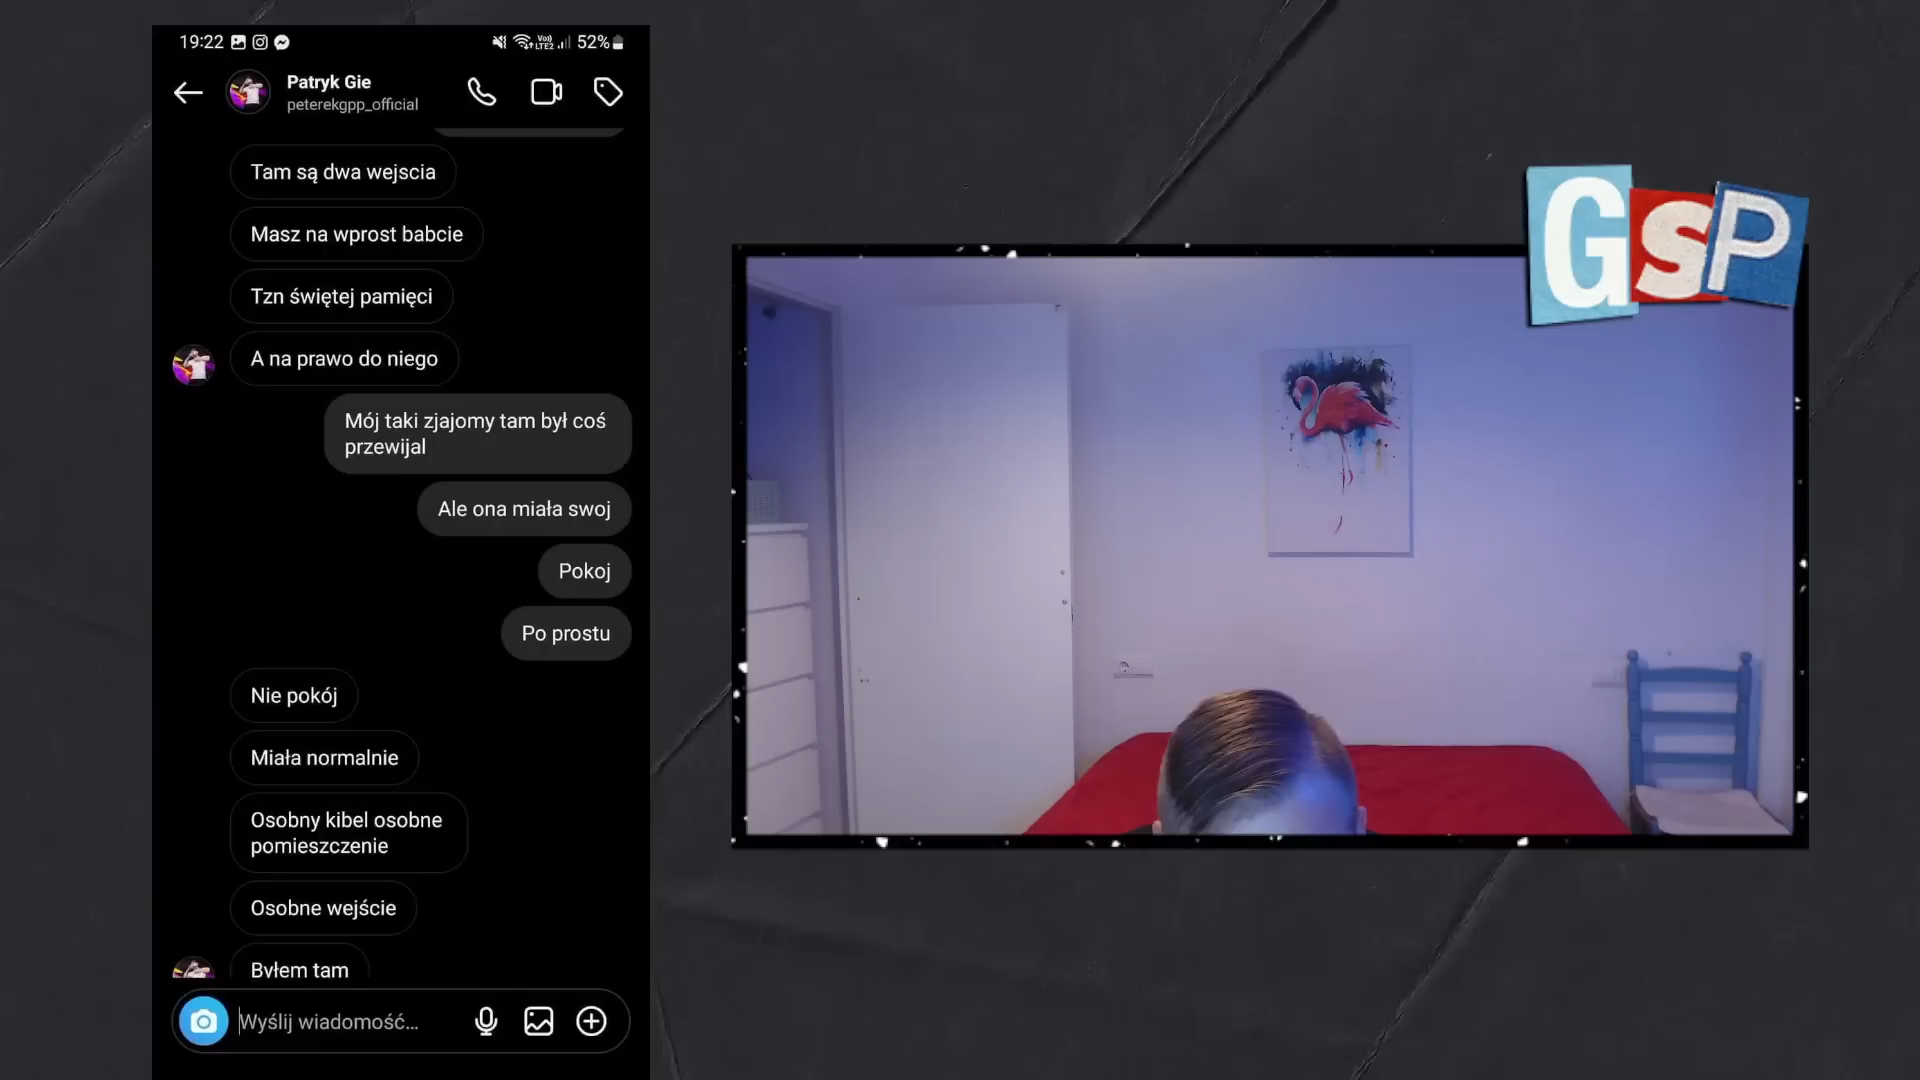 19:22
Vo))
LTE2
52%
Patryk Gie
peterekgpp_official
Tam są dwa wejscia
Masz na wprost babcie
Tzn świętej pamięci
A na prawo do niego
Mój taki zjajomy tam był coś
przewijal
Ale ona miała swoj
Pokoj
Po prostu
Nie pokój
Miała normalnie
Osobny kibel osobne
pomieszczenie
Osobne wejście
Byłem tam
Wyślij wiadomość...
GSP